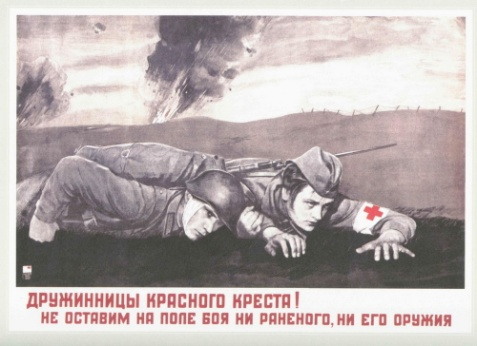 ДРУЖИННИЦЫ КРАСНОГО КРЕСТА!
НЕ ОСТАВИМ НА ПОЛЕ БОЯ НИ РАНЕНОГО, НИ ЕГО ОРУЖИЯ